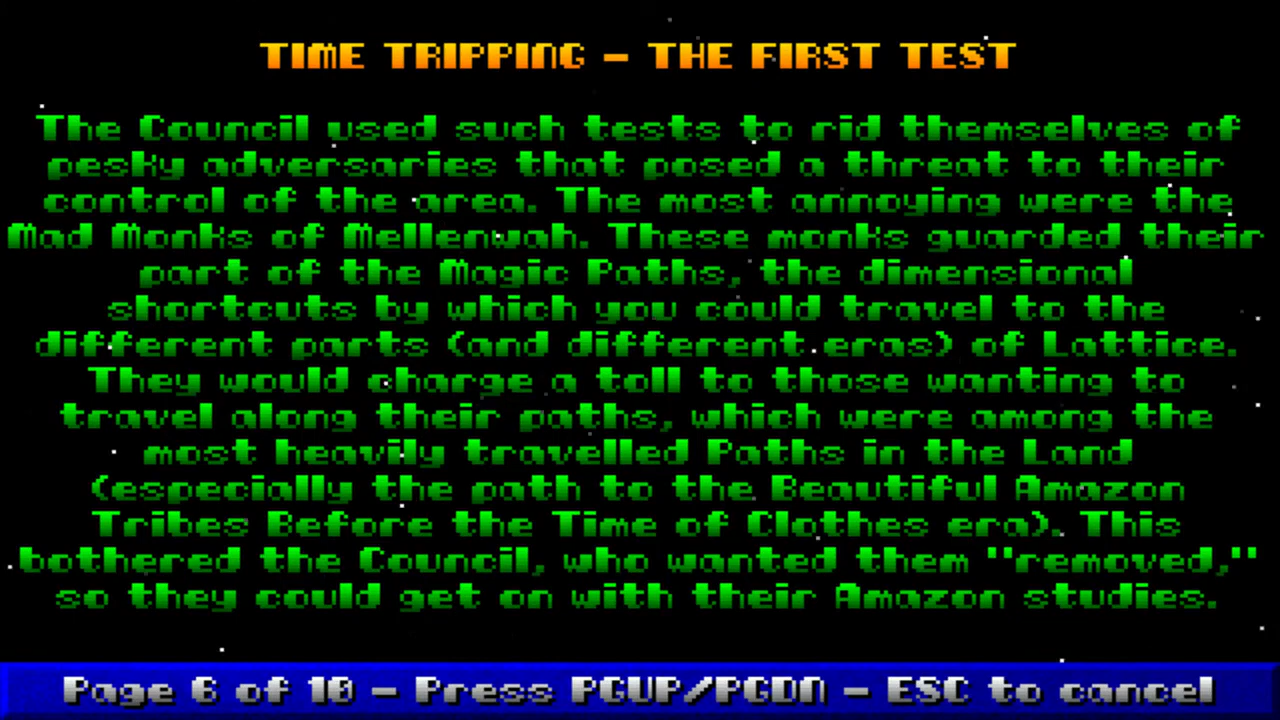 TIME TRIPPING - THE FIRST TEST
The Council used such tests to rid themselves of
pesky adversaries that posed a threat to their
control of the area. The most annoying were the
Mad Monks of Mellenwah. These monks guarded their
part of the Magic Paths, the dimensional
shortcuts by which you could travel to the
different parts (and different eras) of Lattice.
They would charge a toll to those wanting to
travel along their paths, which were among the
most heavily travelled Paths in the Land
(especially the path to the Beautiful Amazon
Tribes Before the Time of Clothes era). This
bothered the Council, who wanted them "removed,"
so they could get on with their Amazon studies.
Page 6 of 10 - Press PGUP/PGDN - ESC to cancel